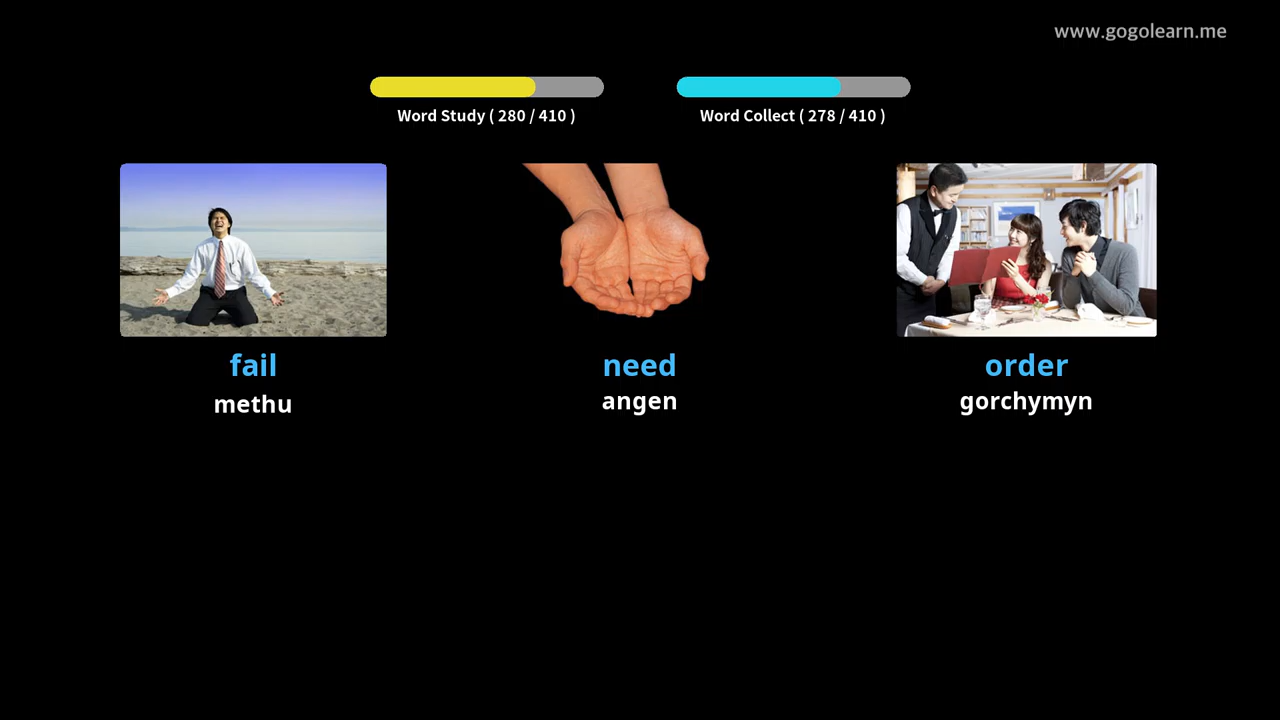 www.gogolearn.me
Word Study ( 280 / 410 )
Word Collect ( 278 / 410 )
fail
methu
need
angen
order
gorchymyn